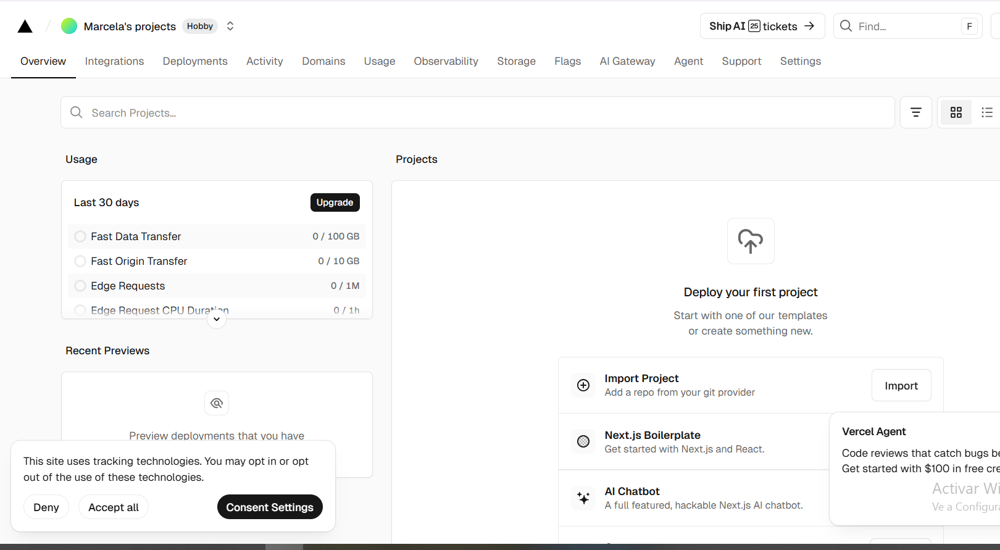 Marcela's projects Hobby
Ship AI 25 tickets → Find... F
Overview Integrations Deployments Activity Domains Usage Observability Storage Flags AI Gateway Agent Support Settings
Search Projects...
Usage
Last 30 days Upgrade
Fast Data Transfer 0 / 100 GB
Fast Origin Transfer 0 / 10 GB
Edge Requests 0 / 1M
Edge Request CPU Duration 0 / 1h
Recent Previews
Preview deployments that you have
Projects
Deploy your first project
Start with one of our templates
or create something new.
Import Project
Add a repo from your git provider
Import
Next.js Boilerplate
Get started with Next.js and React.
AI Chatbot
A full featured, hackable Next.js AI chatbot.
This site uses tracking technologies. You may opt in or opt
out of the use of these technologies.
Deny Accept all Consent Settings
Vercel Agent
Code reviews that catch bugs
Get started with $100 in free
Activar
Ve a